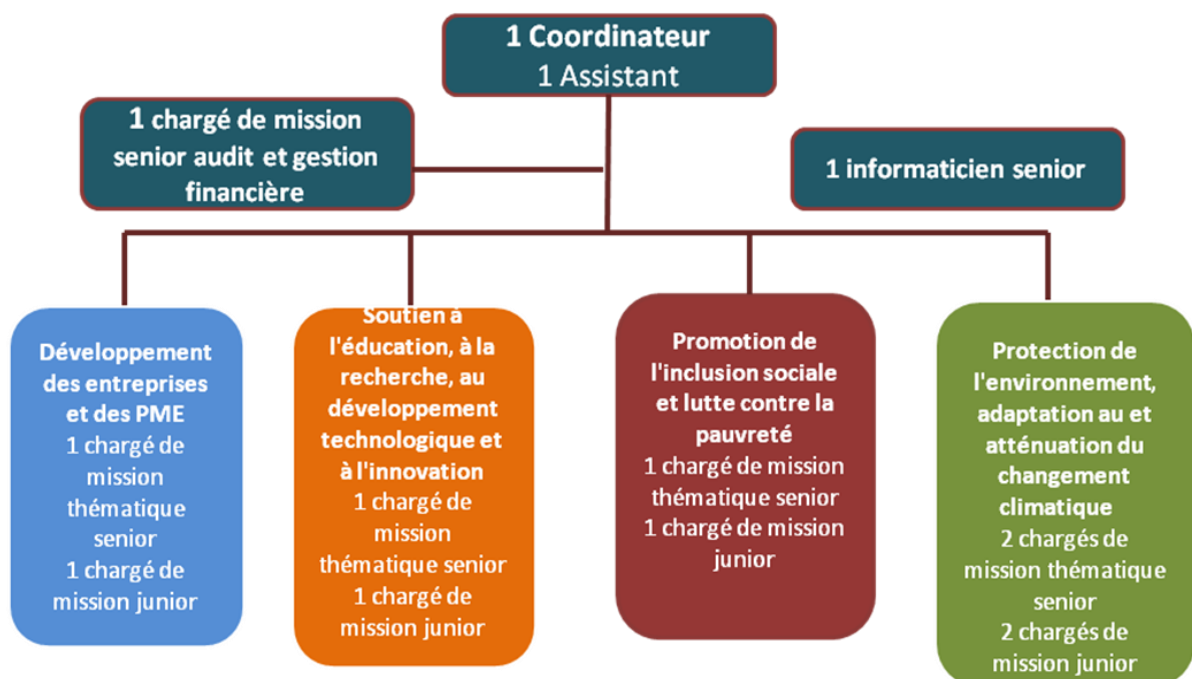 1 Coordinateur
1 Assistant
1 chargé de mission
senior audit et gestion
financière
1 informaticien senior
Développement
des entreprises
et des PME
1 chargé de
mission
thématique
senior
1 chargé de
mission junior
Soutien à
l'éducation, à la
recherche, au
développement
technologique et
à l'innovation
1 chargé de
mission
thématique senior
1 chargé de
mission junior
Promotion de
l'inclusion sociale
et lutte contre la
pauvreté
1 chargé de mission
thématique senior
1 chargé de mission
junior
Protection de
l'environnement,
adaptation au et
atténuation du
changement
climatique
2 chargés de
mission thématique
senior
2 chargés de
mission junior